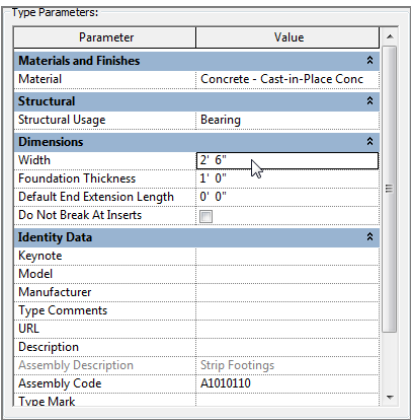 Type Parameters:
Parameter Value
Materials and Finishes
Material Concrete - Cast-in-Place Conc
Structural
Structural Usage Bearing
Dimensions
Width 2' 6"
Foundation Thickness 1' 0"
Default End Extension Length 0' 0"
Do Not Break At Inserts
Identity Data
Keynote
Model
Manufacturer
Type Comments
URL
Description
Assembly Description Strip Footings
Assembly Code A1010110
Type Mark